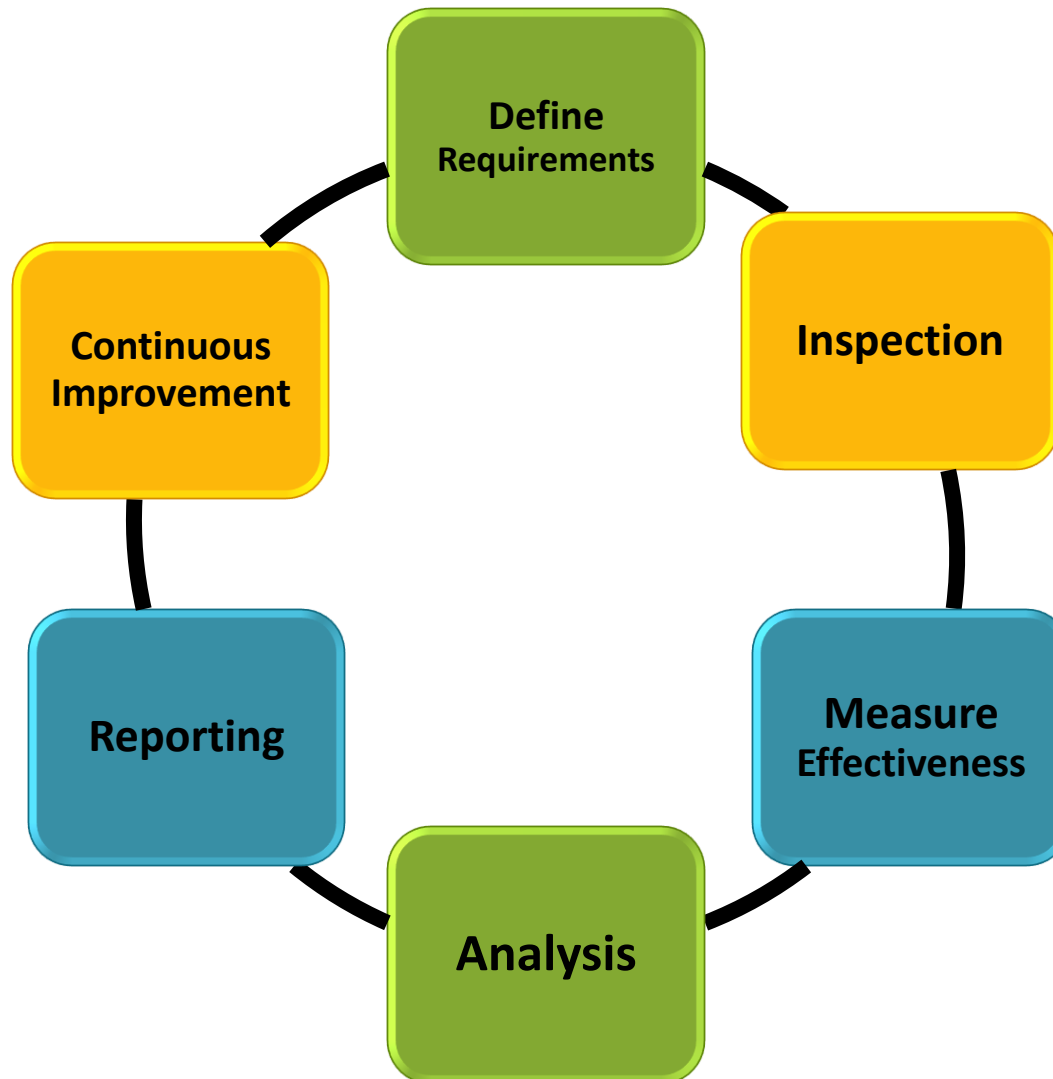 Define
Requirements
Inspection
Measure
Effectiveness
Analysis
Reporting
Continuous
Improvement